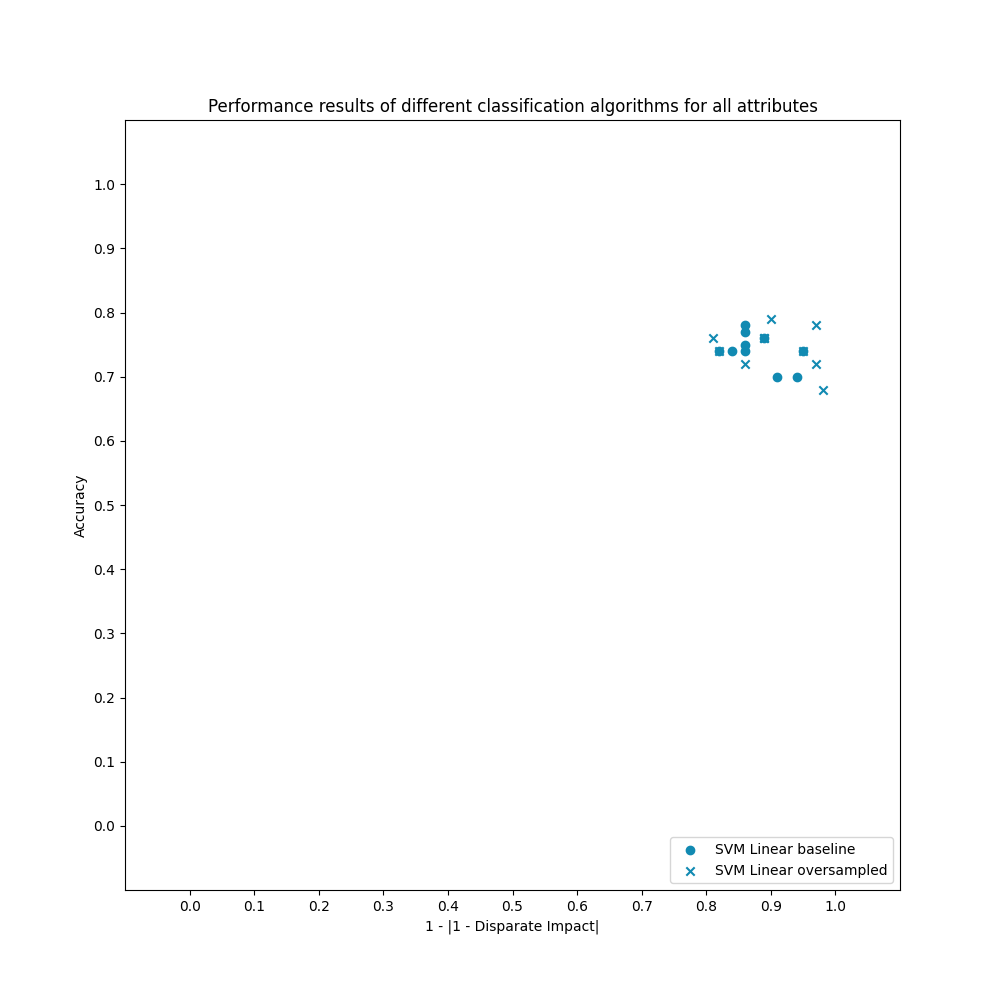 Performance results of different classification algorithms for all attributes
1.0
0.9
0.8
0.7
0.6
0.5
0.4
0.3
0.2
0.1
0.0
Accuracy
SVM Linear baseline
SVM Linear oversampled
0.0 0.1 0.2 0.3 0.4 0.5 0.6 0.7 0.8 0.9 1.0
1 - |1 - Disparate Impact|